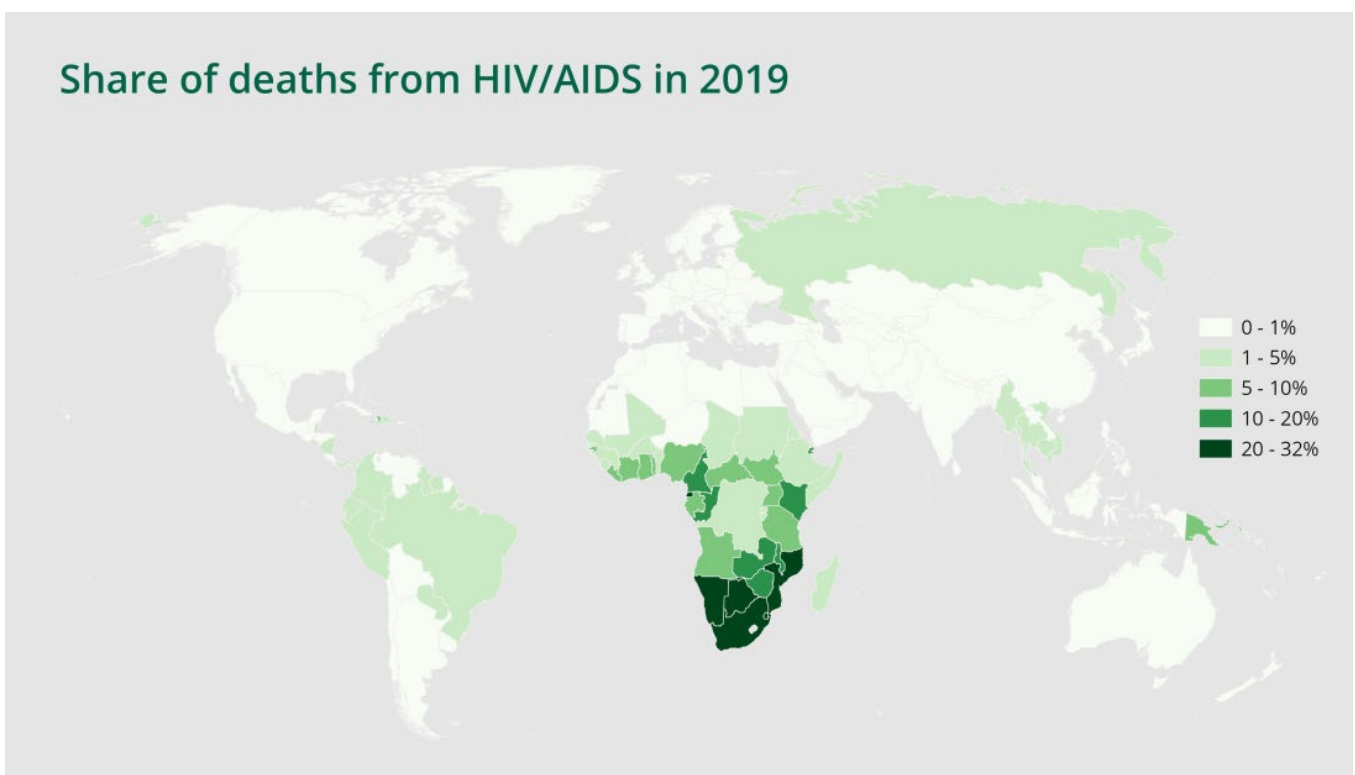 Share of deaths from HIV/AIDS in 2019
0 - 1%
1 - 5%
5 - 10%
10 - 20%
20 - 32%